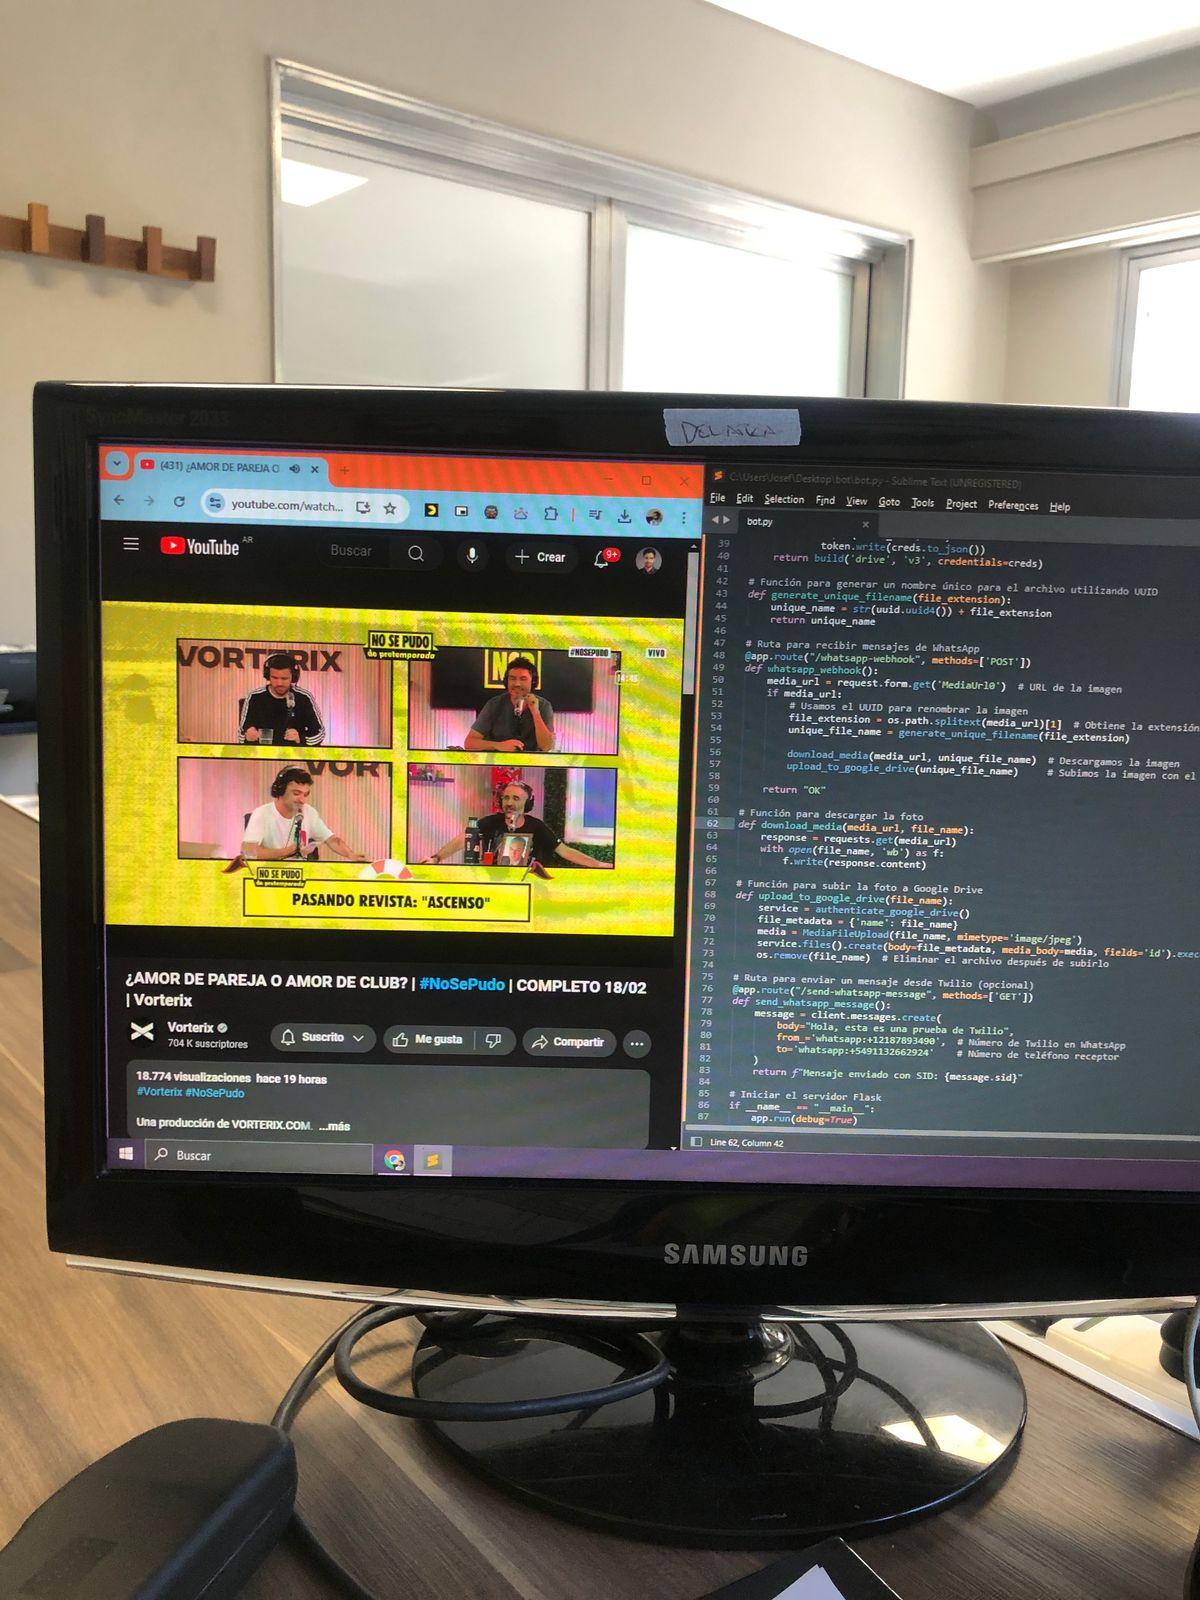 SyncMaster 2033
DELATKA
(431) ¿AMOR DE PAREJA O
youtube.com/watch...
YouTube
AR
Buscar
Crear
9+
VORTERIX
NO SE PUDO
de pretemporada
#NOSEPUDO
VIVO
14:46
NSP
VORT
NO SE PUDO
de pretemporada
PASANDO REVISTA: "ASCENSO"
¿AMOR DE PAREJA O AMOR DE CLUB? | #NoSePudo | COMPLETO 18/02
| Vorterix
Vorterix
704 K suscriptores
Suscrito
Me gusta
Compartir
18.774 visualizaciones hace 19 horas
#Vorterix #NoSePudo
Una producción de VORTERIX.COM. ...más
Buscar
C:\Users\Josef\Desktop\bot\bot.py - Sublime Text (UNREGISTERED)
File Edit Selection Find View Goto Tools Project Preferences Help
bot.py
39 token.write(creds.to_json())
40 return build('drive', 'v3', credentials=creds)
41
42 # Función para generar un nombre único para el archivo utilizando UUID
43 def generate_unique_filename(file_extension):
44 unique_name = str(uuid.uuid4()) + file_extension
45 return unique_name
46
47 # Ruta para recibir mensajes de WhatsApp
48 @app.route("/whatsapp-webhook", methods=['POST'])
49 def whatsapp_webhook():
50 media_url = request.form.get('MediaUrl0') # URL de la imagen
51 if media_url:
52 # Usamos el UUID para renombrar la imagen
53 file_extension = os.path.splitext(media_url)[1] # Obtiene la extensión
54 unique_file_name = generate_unique_filename(file_extension)
55
56 download_media(media_url, unique_file_name) # Descargamos la imagen
57 upload_to_google_drive(unique_file_name) # Subimos la imagen con el
58
59 return "OK"
60
61 # Función para descargar la foto
62 def download_media(media_url, file_name):
63 response = requests.get(media_url)
64 with open(file_name, 'wb') as f:
65 f.write(response.content)
66
67 # Función para subir la foto a Google Drive
68 def upload_to_google_drive(file_name):
69 service = authenticate_google_drive()
70 file_metadata = {'name': file_name}
71 media = MediaFileUpload(file_name, mimetype='image/jpeg')
72 service.files().create(body=file_metadata, media_body=media, fields='id').exec
73 os.remove(file_name) # Eliminar el archivo después de subirlo
74
75 # Ruta para enviar un mensaje desde Twilio (opcional)
76 @app.route("/send-whatsapp-message", methods=['GET'])
77 def send_whatsapp_message():
78 message = client.messages.create(
79 body="Hola, esta es una prueba de Twilio",
80 from_='whatsapp:+12187893490', # Número de Twilio en WhatsApp
81 to='whatsapp:+5491132662924' # Número de teléfono receptor
82 )
83 return f"Mensaje enviado con SID: {message.sid}"
84
85 # Iniciar el servidor Flask
86 if __name__ == "__main__":
87 app.run(debug=True)
Line 62, Column 42
SAMSUNG